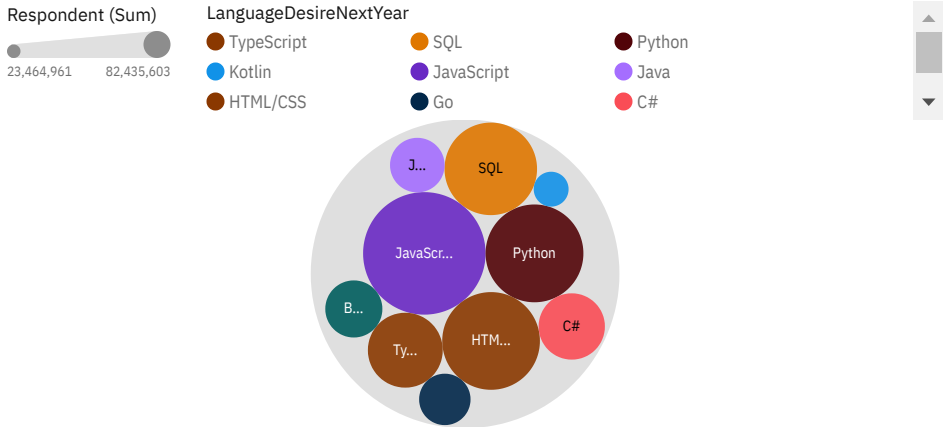 Respondent (Sum)
23,464,961 82,435,603
LanguageDesireNextYear
TypeScript SQL Python
Kotlin JavaScript Java
HTML/CSS Go C#
J...
SQL
JavaScr...
Python
B...
C#
HTM...
Ty...